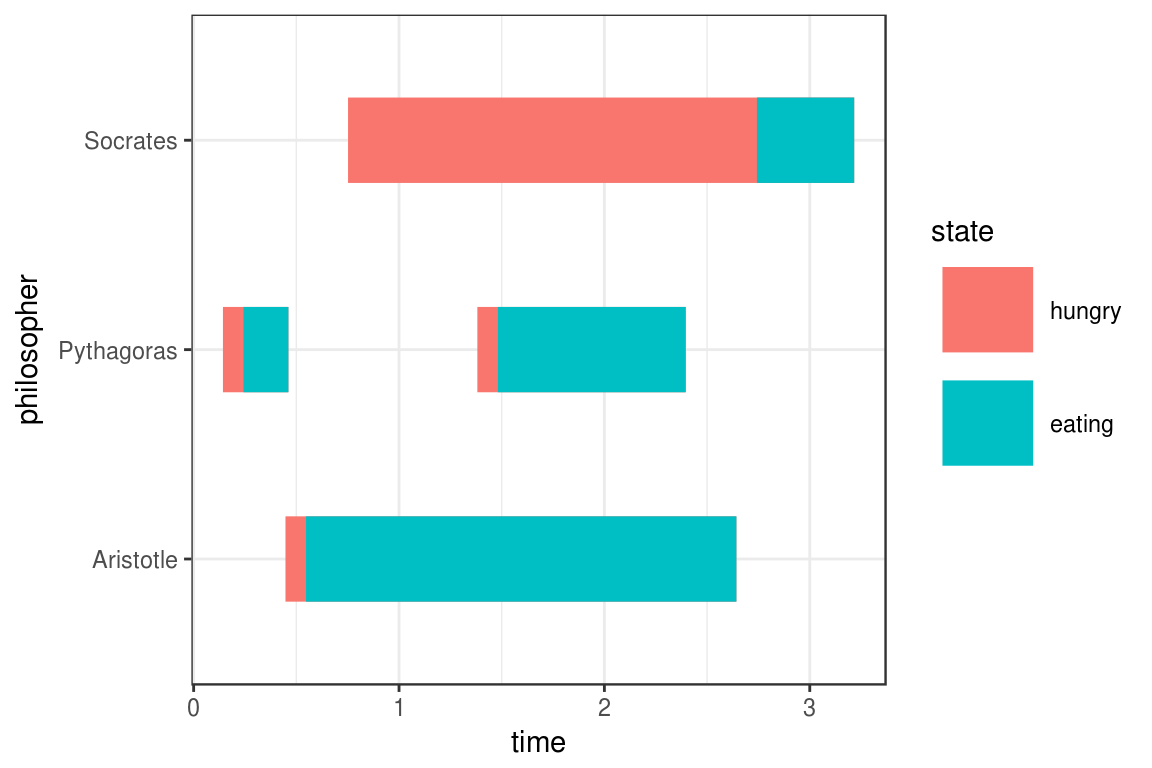 philosopher
Socrates
Pythagoras
Aristotle
0 1 2 3
time
state
hungry
eating